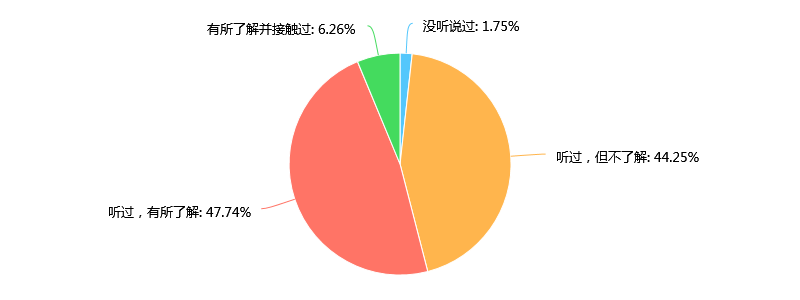 有所了解并接触过: 6.26%
没听说过: 1.75%
听过，但不了解: 44.25%
听过，有所了解: 47.74%